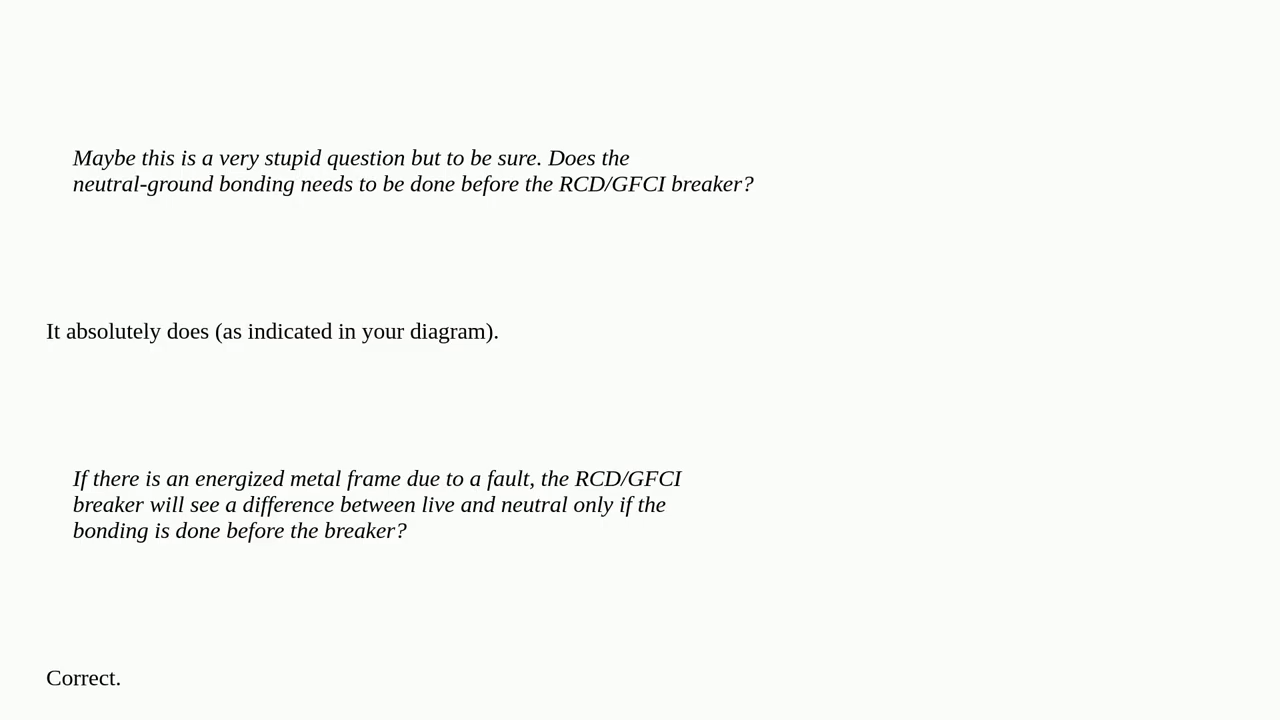 Maybe this is a very stupid question but to be sure. Does the
neutral-ground bonding needs to be done before the RCD/GFCI breaker?
It absolutely does (as indicated in your diagram).
If there is an energized metal frame due to a fault, the RCD/GFCI
breaker will see a difference between live and neutral only if the
bonding is done before the breaker?
Correct.